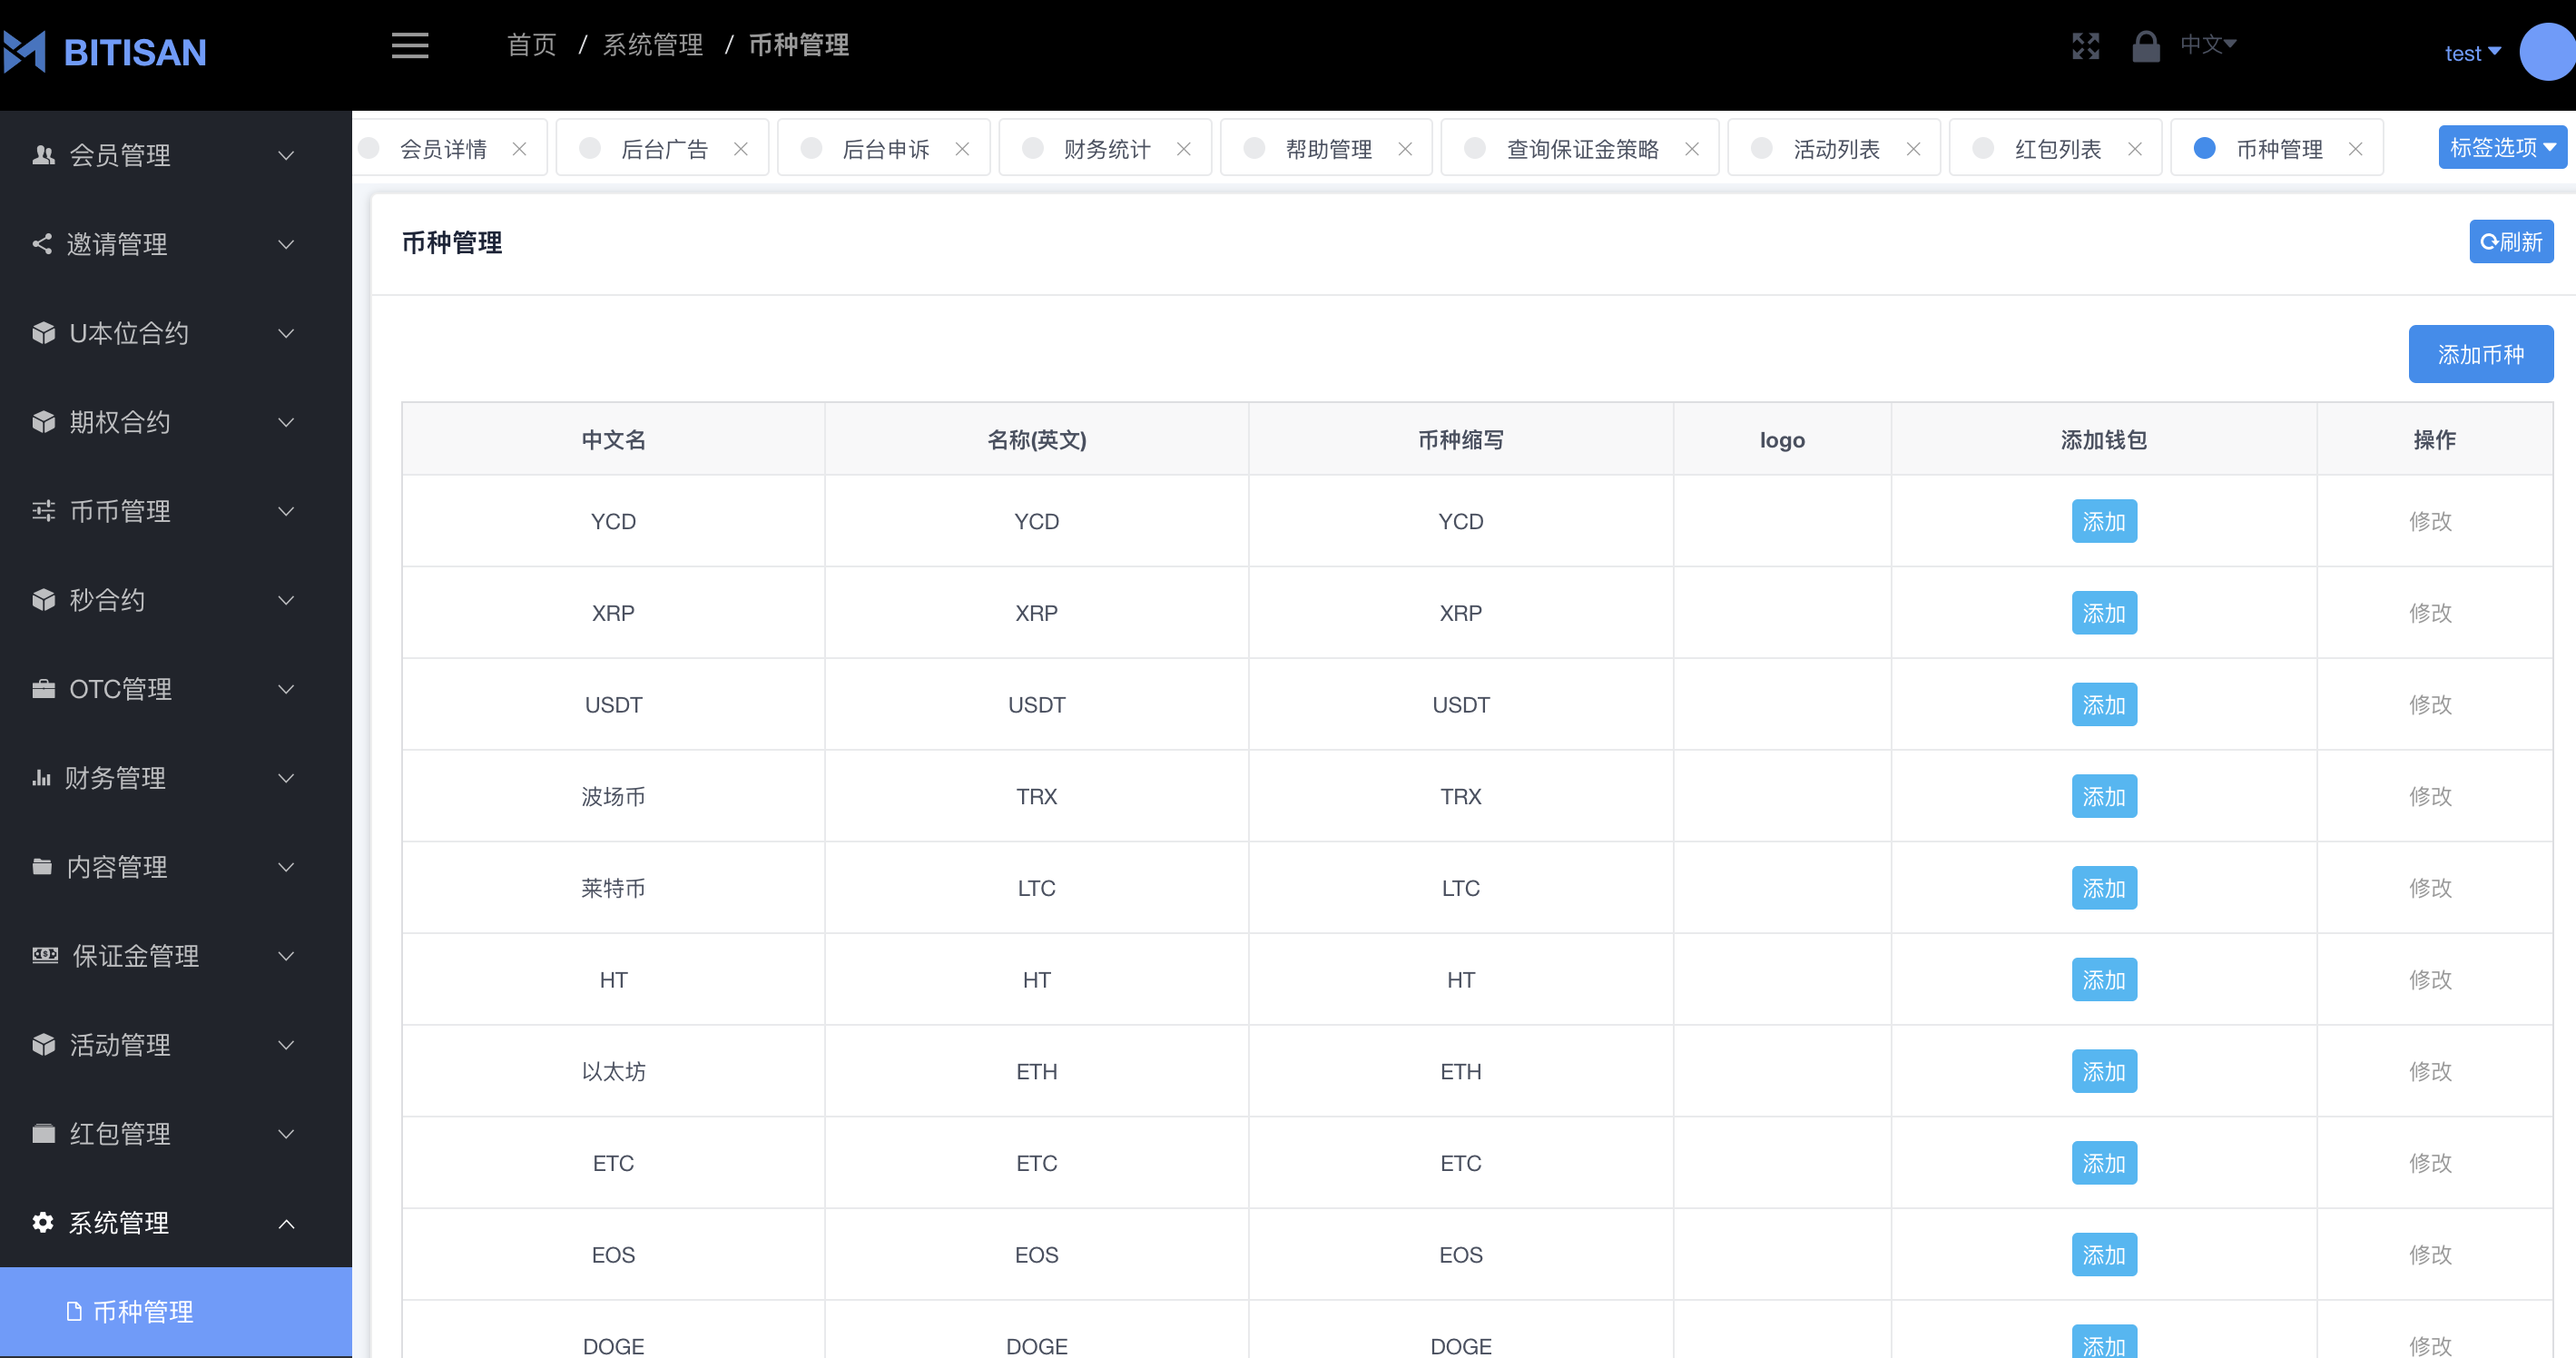 BITISAN
首页 / 系统管理 / 币种管理
中文
test
会员管理
邀请管理
U本位合约
期权合约
币币管理
秒合约
OTC管理
财务管理
内容管理
保证金管理
活动管理
红包管理
系统管理
币种管理
会员详情 后台广告 后台申诉 财务统计 帮助管理 查询保证金策略 活动列表 红包列表 币种管理 标签选项
币种管理
刷新
添加币种
中文名 名称(英文) 币种缩写 logo 添加钱包 操作
YCD YCD YCD 添加 修改
XRP XRP XRP 添加 修改
USDT USDT USDT 添加 修改
波场币 TRX TRX 添加 修改
莱特币 LTC LTC 添加 修改
HT HT HT 添加 修改
以太坊 ETH ETH 添加 修改
ETC ETC ETC 添加 修改
EOS EOS EOS 添加 修改
DOGE DOGE DOGE 添加 修改